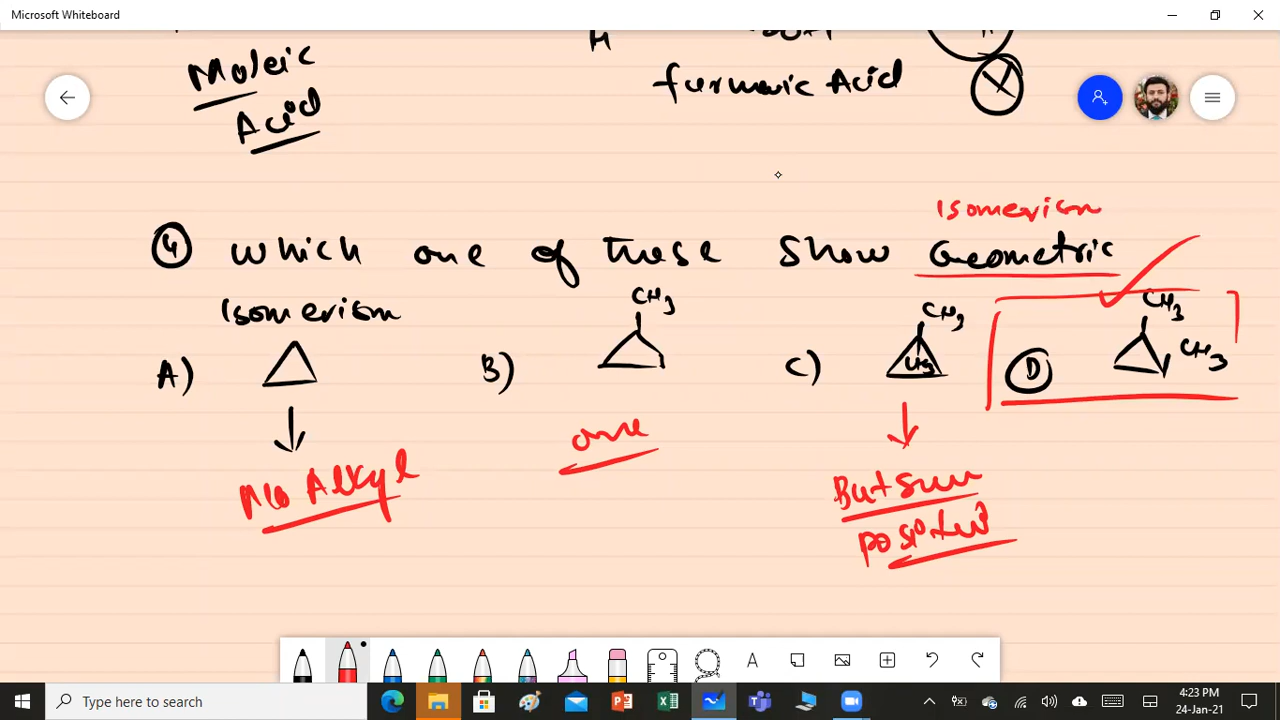 Microsoft Whiteboard
Maleic
Acid
H
furmaric Acid
Isomerism
4 Which one of these Show Geometric
Isomerism
A)
B)
CH3
C)
CH3
CH3
D
CH3
CH3
No Alkyl
one
But Same
position
A
Type here to search
4:23 PM
24-Jan-21